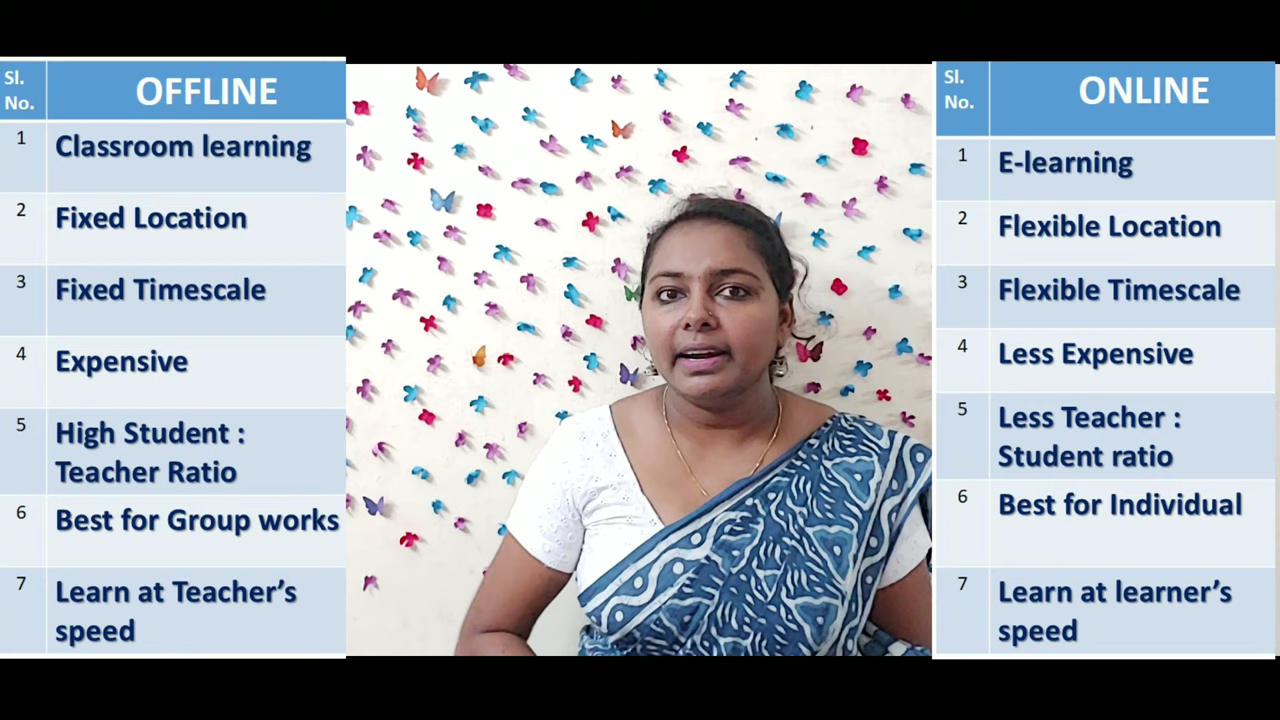 Sl.
No.
OFFLINE
1
Classroom learning
2
Fixed Location
3
Fixed Timescale
4
Expensive
5
High Student :
Teacher Ratio
6
Best for Group works
7
Learn at Teacher's
speed
Sl.
No.
ONLINE
1
E-learning
2
Flexible Location
3
Flexible Timescale
4
Less Expensive
5
Less Teacher :
Student ratio
6
Best for Individual
7
Learn at learner's
speed